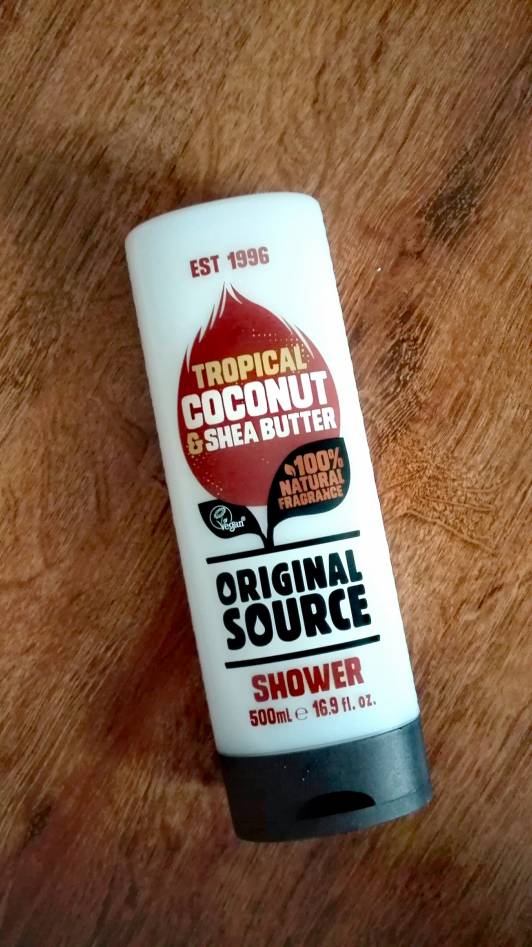 EST 1996
TROPICAL
COCONUT
& SHEA BUTTER
100%
NATURAL
FRAGRANCE
Vegan
ORIGINAL
SOURCE
SHOWER
500mL ℮ 16.9 fl. oz.